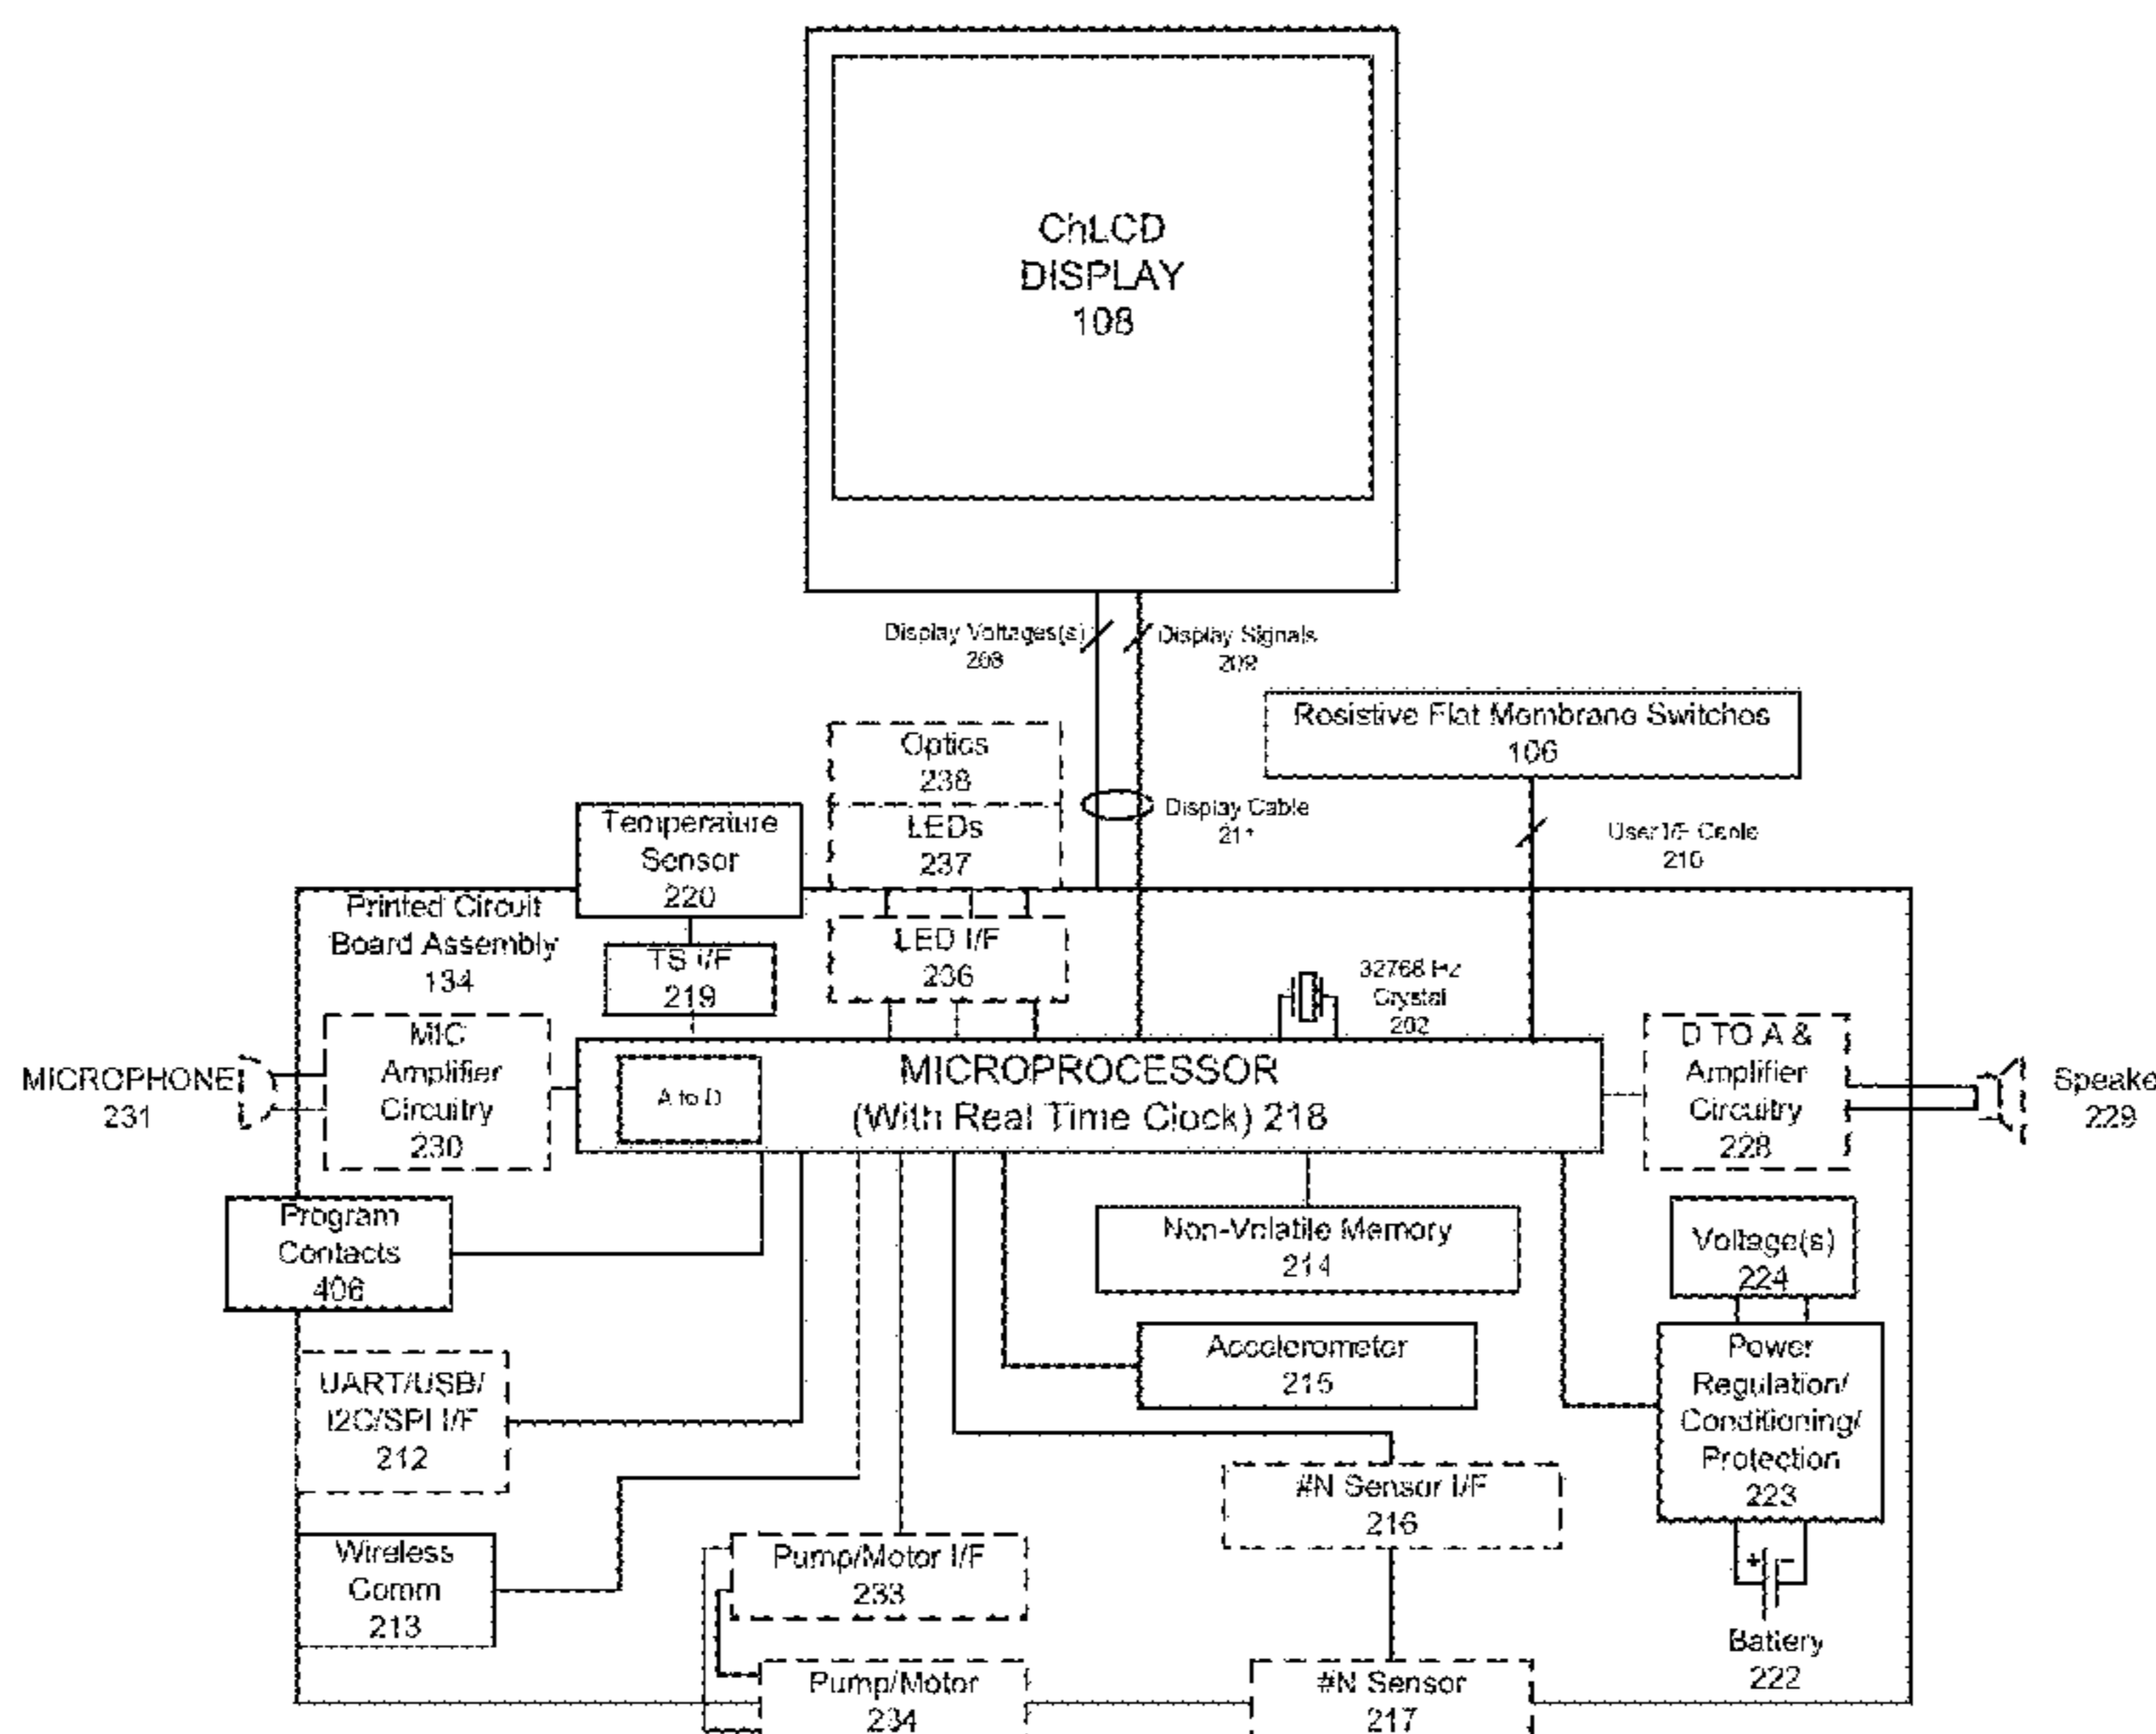 ChLCD
DISPLAY
108
Display Voltages(s)
208
Display Signals
209
Resistive Flat Membrane Switches
106
Optics
238
LEDs
237
Display Cable
211
User I/F Cable
210
Temperature
Sensor
220
Printed Circuit
Board Assembly
134
TS I/F
219
LED I/F
236
32768 HZ
Crystal
202
MICROPHONE
231
MIC
Amplifier
Circuitry
230
A to D
MICROPROCESSOR
(With Real Time Clock) 218
D TO A &
Amplifier
Circuitry
228
Speake
229
Program
Contacts
406
Non-Volatile Memory
214
Voltage(s)
224
Accelerometer
215
Power
Regulation/
Conditioning/
Protection
223
UART/USB/
I2C/SPI I/F
212
#N Sensor I/F
216
Wireless
Comm
213
Pump/Motor I/F
233
+ -
Battery
222
Pump/Motor
234
#N Sensor
217